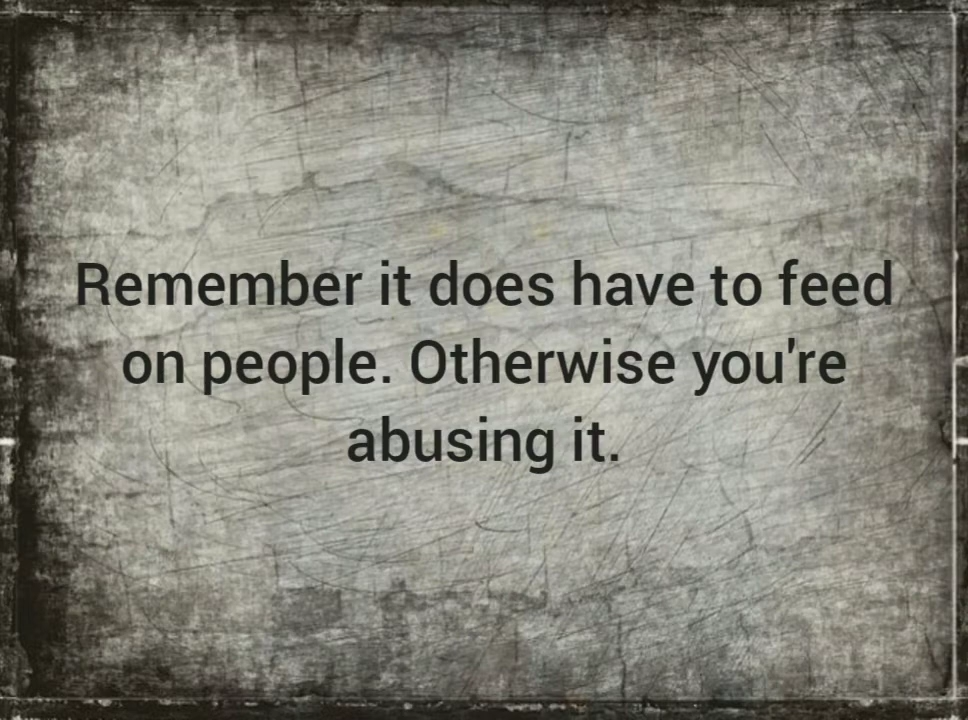 Remember it does have to feed
on people. Otherwise you're
abusing it.